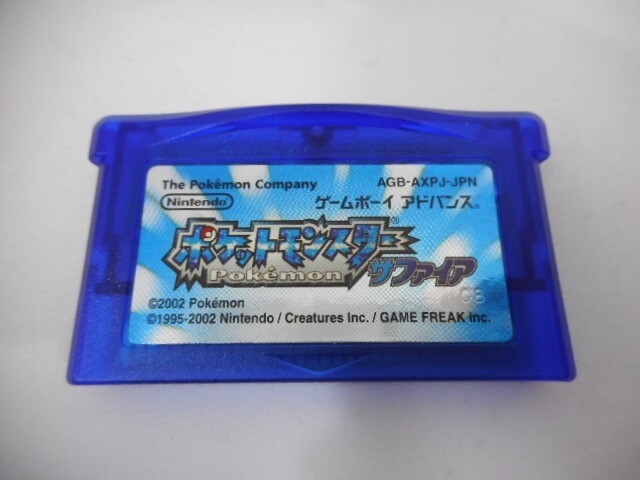 The Pokémon Company AGB-AXPJ-JPN
Nintendo ゲームボーイ アドバンス®
ポケットモンスター®
Pokémon サファイア
©2002 Pokémon
©1995-2002 Nintendo / Creatures Inc. / GAME FREAK Inc.